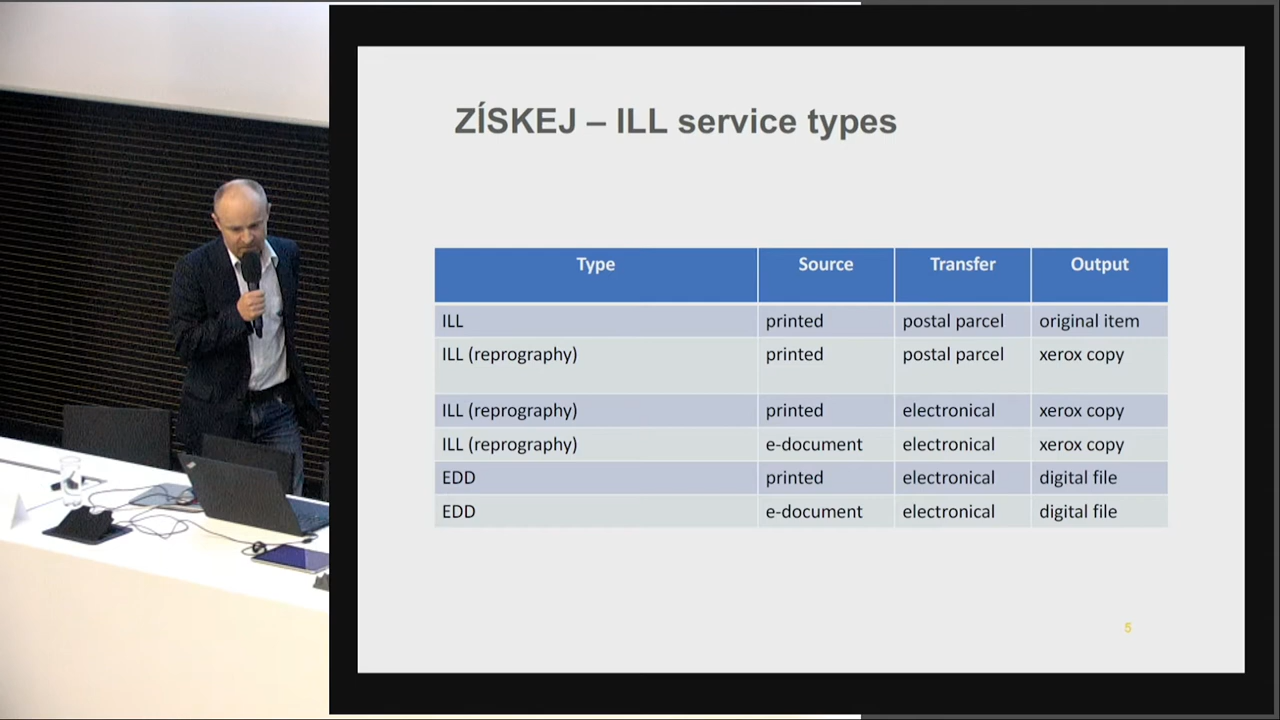 ZÍSKEJ – ILL service types
Type Source Transfer Output
ILL printed postal parcel original item
ILL (reprography) printed postal parcel xerox copy
ILL (reprography) printed electronical xerox copy
ILL (reprography) e-document electronical xerox copy
EDD printed electronical digital file
EDD e-document electronical digital file
5